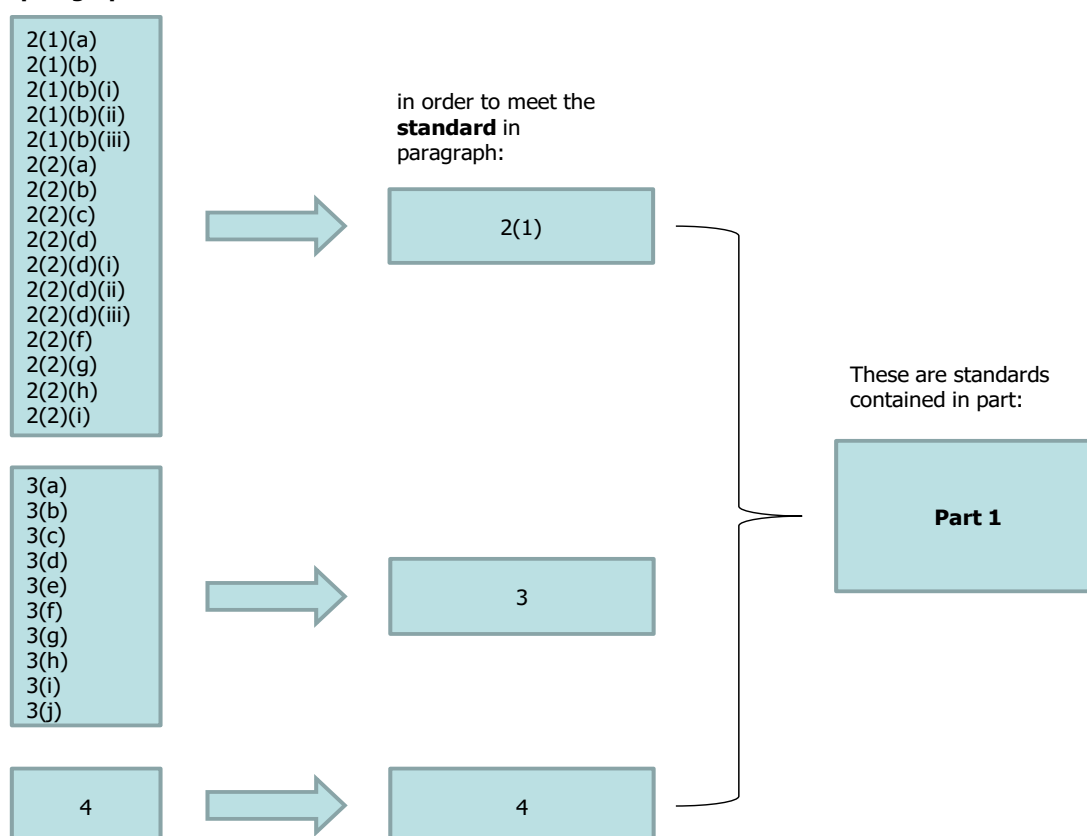 2(1)(a)
2(1)(b)
2(1)(b)(i)
2(1)(b)(ii)
2(1)(b)(iii)
2(2)(a)
2(2)(b)
2(2)(c)
2(2)(d)
2(2)(d)(i)
2(2)(d)(ii)
2(2)(d)(iii)
2(2)(f)
2(2)(g)
2(2)(h)
2(2)(i)
in order to meet the
standard in
paragraph:
2(1)
3(a)
3(b)
3(c)
3(d)
3(e)
3(f)
3(g)
3(h)
3(i)
3(j)
3
4
4
These are standards
contained in part:
Part 1